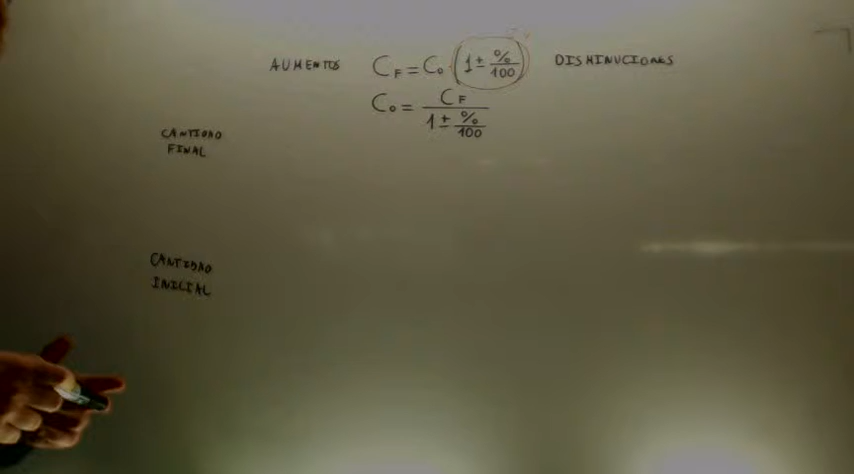 AUMENTOS C_F = C_0 · (1 ± %/100) DISMINUCIONES
C_0 = C_F / (1 ± %/100)
CANTIDAD
FINAL
CANTIDAD
INICIAL